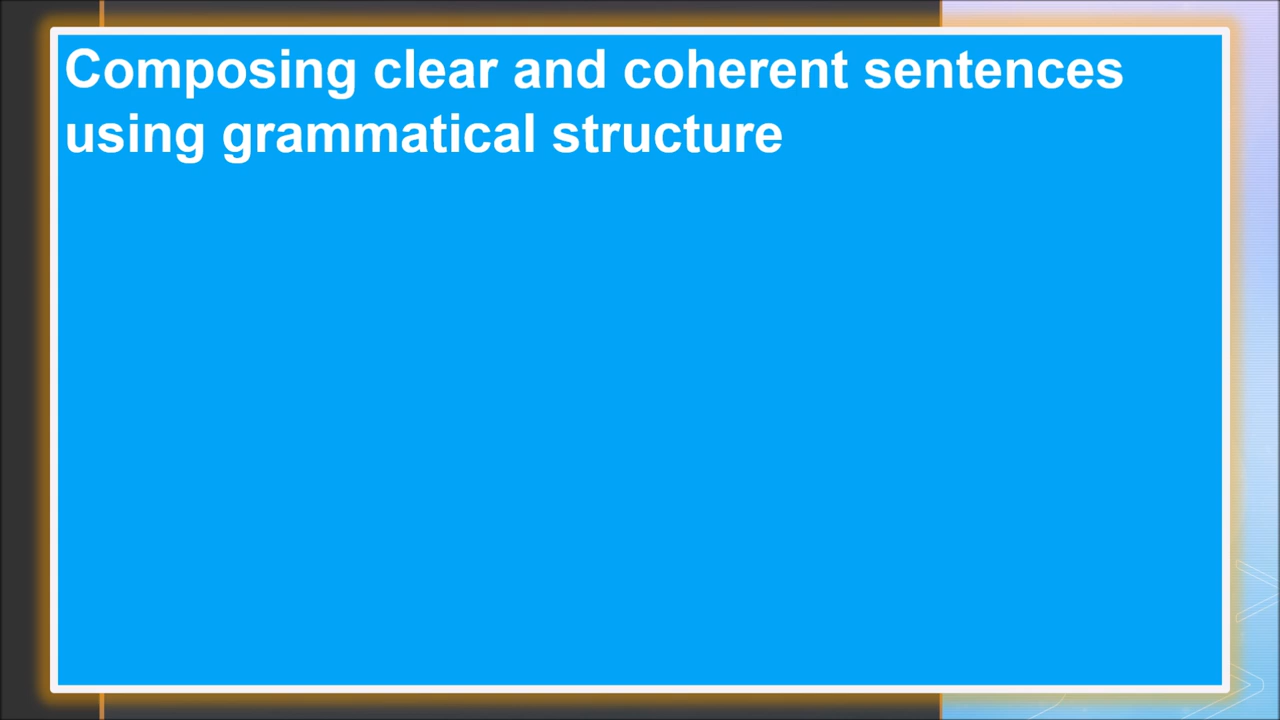 Composing clear and coherent sentences
using grammatical structure